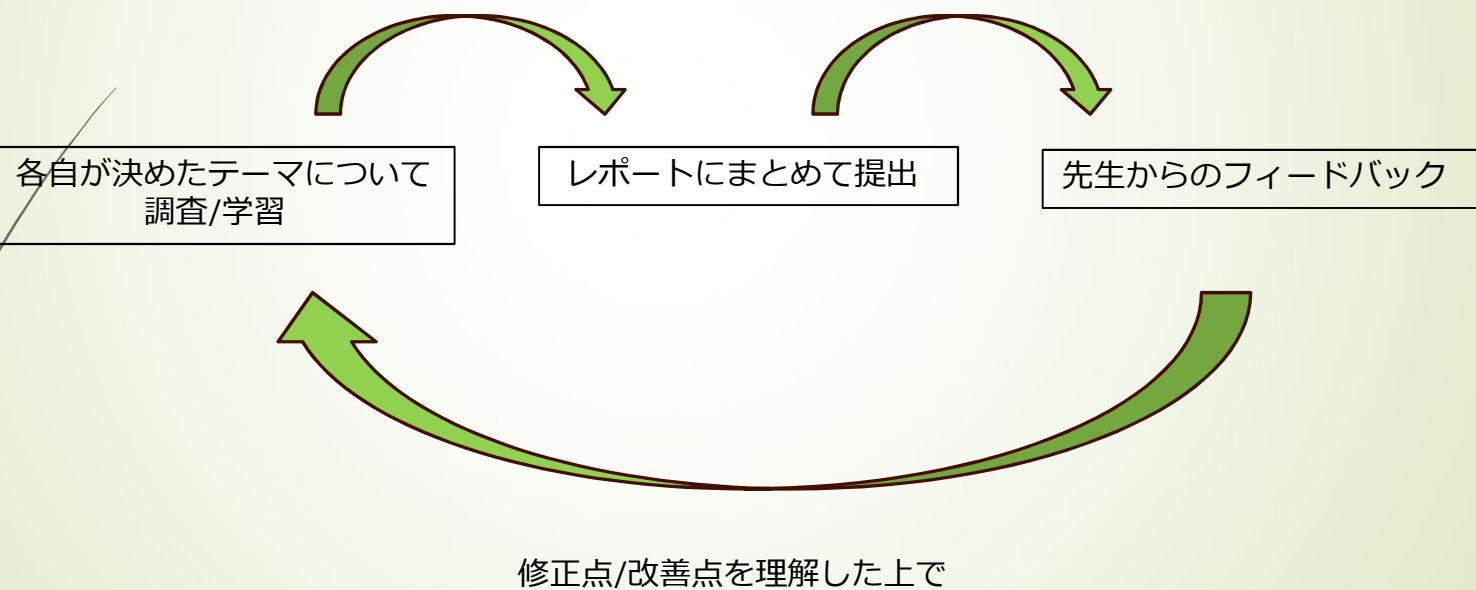 各自が決めたテーマについて
調査/学習
レポートにまとめて提出
先生からのフィードバック
修正点/改善点を理解した上で